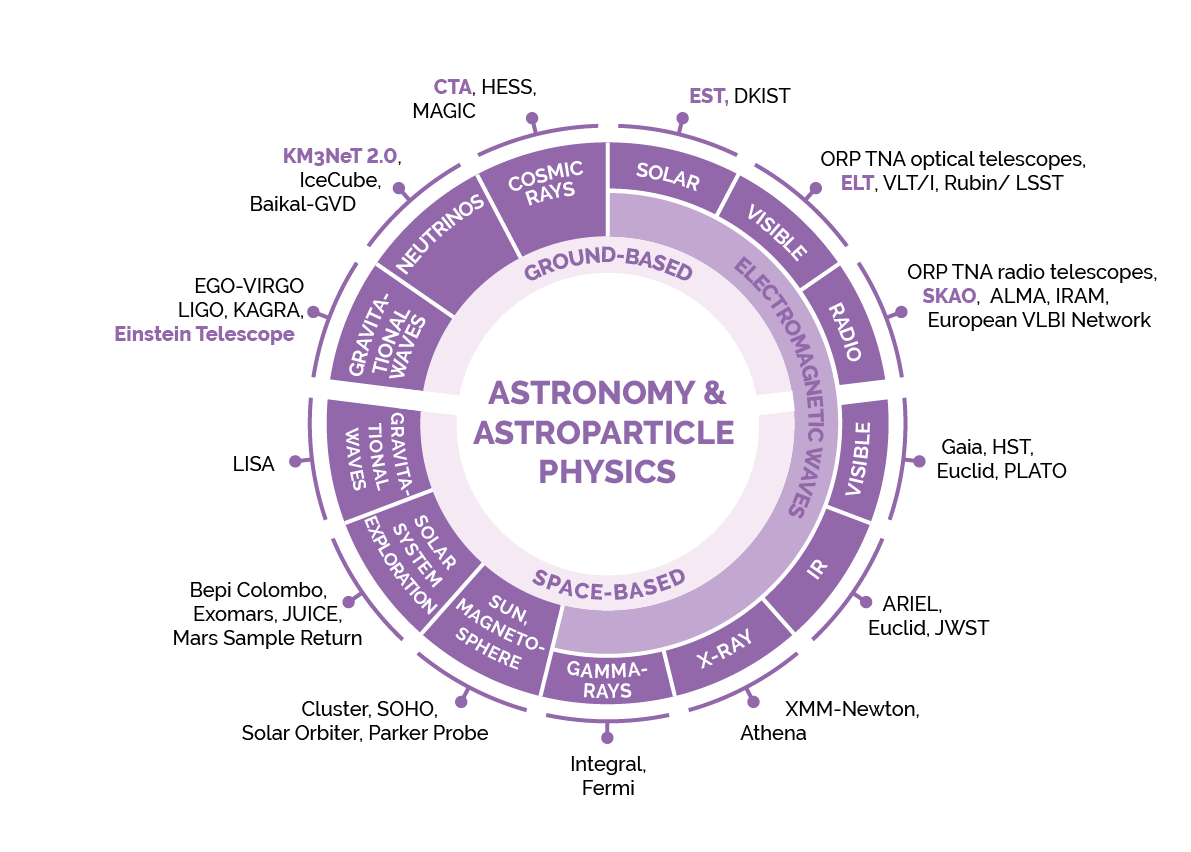 CTA, HESS,
MAGIC
EST, DKIST
KM3NeT 2.0,
IceCube,
Baikal-GVD
ORP TNA optical telescopes,
ELT, VLT/I, Rubin/ LSST
EGO-VIRGO
LIGO, KAGRA,
Einstein Telescope
ORP TNA radio telescopes,
SKAO, ALMA, IRAM,
European VLBI Network
LISA
Gaia, HST,
Euclid, PLATO
Bepi Colombo,
Exomars, JUICE,
Mars Sample Return
ARIEL,
Euclid, JWST
Cluster, SOHO,
Solar Orbiter, Parker Probe
XMM-Newton,
Athena
Integral,
Fermi
COSMIC
RAYS
SOLAR
VISIBLE
RADIO
NEUTRINOS
GRAVITA-
TIONAL
WAVES
GROUND-BASED
ELECTROMAGNETIC WAVES
ASTRONOMY &
ASTROPARTICLE
PHYSICS
SPACE-BASED
GRAVITA-
TIONAL
WAVES
SOLAR
SYSTEM
EXPLORATION
SUN,
MAGNETO-
SPHERE
GAMMA-
RAYS
X-RAY
IR
VISIBLE